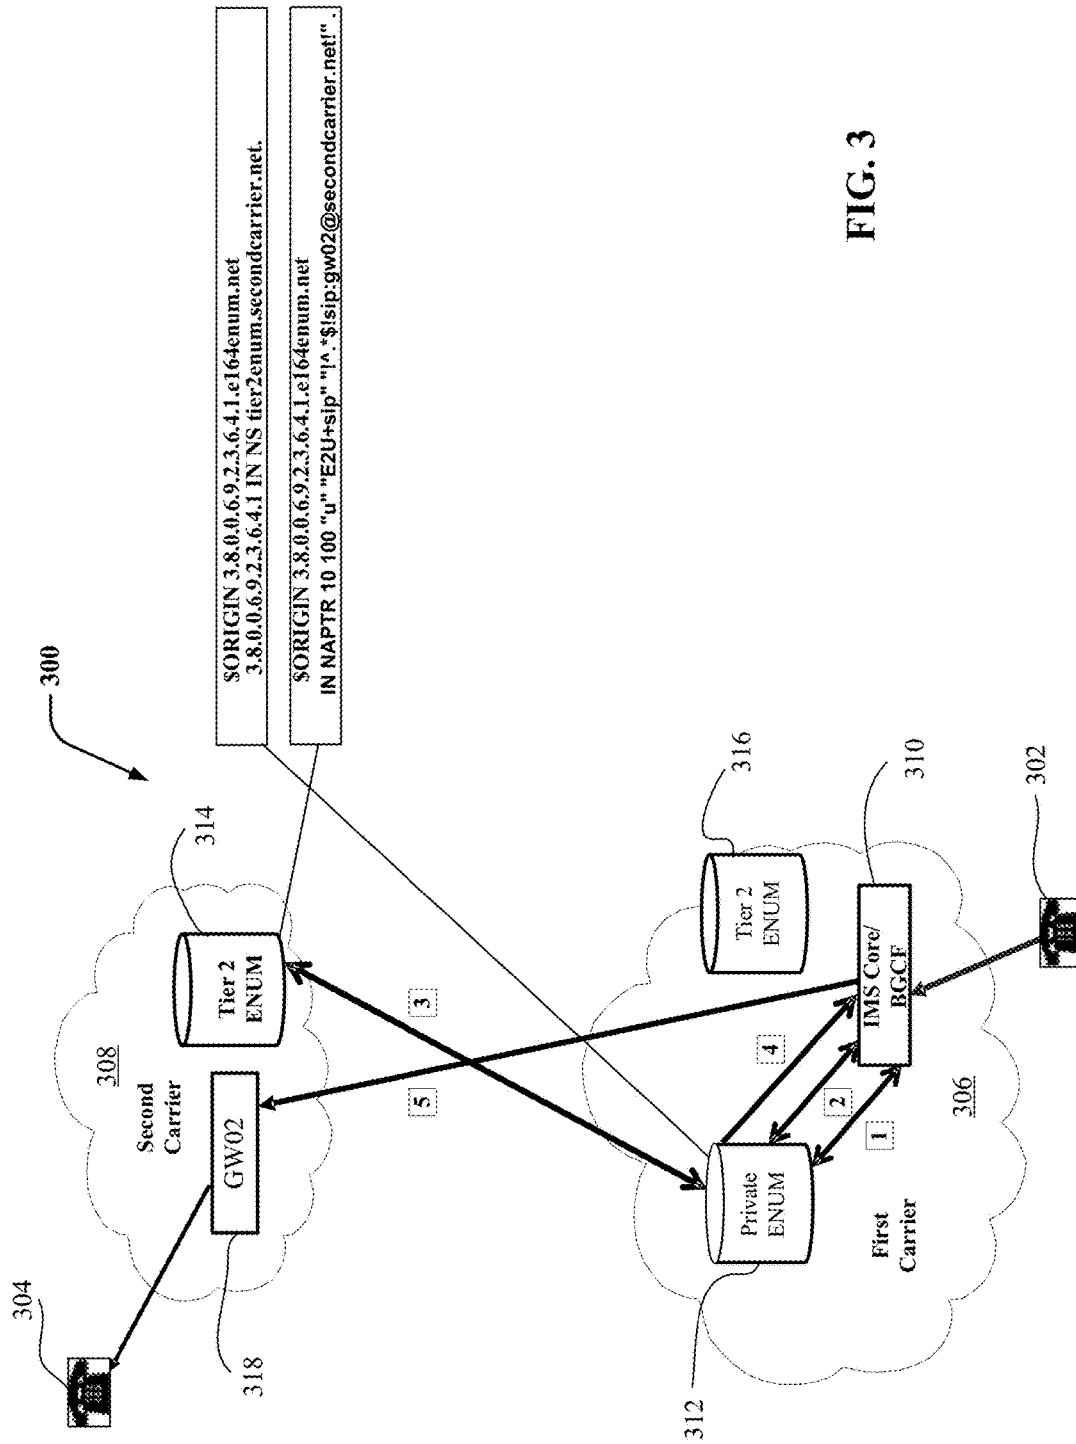 300
$ORIGIN 3.8.0.0.6.9.2.3.6.4.1.e164enum.net
3.8.0.0.6.9.2.3.6.4.1 IN NS tier2enum.secondcarrier.net.
$ORIGIN 3.8.0.0.6.9.2.3.6.4.1.e164enum.net
IN NAPTR 10 100 "u" "E2U+sip" "!^.*$!sip:gw02@secondcarrier.net!" .
304
318
GW02
Second
Carrier
308
Tier 2
ENUM
314
5
3
312
Private
ENUM
First
Carrier
306
1
2
4
Tier 2
ENUM
316
IMS Core/
BGCF
310
302
FIG. 3